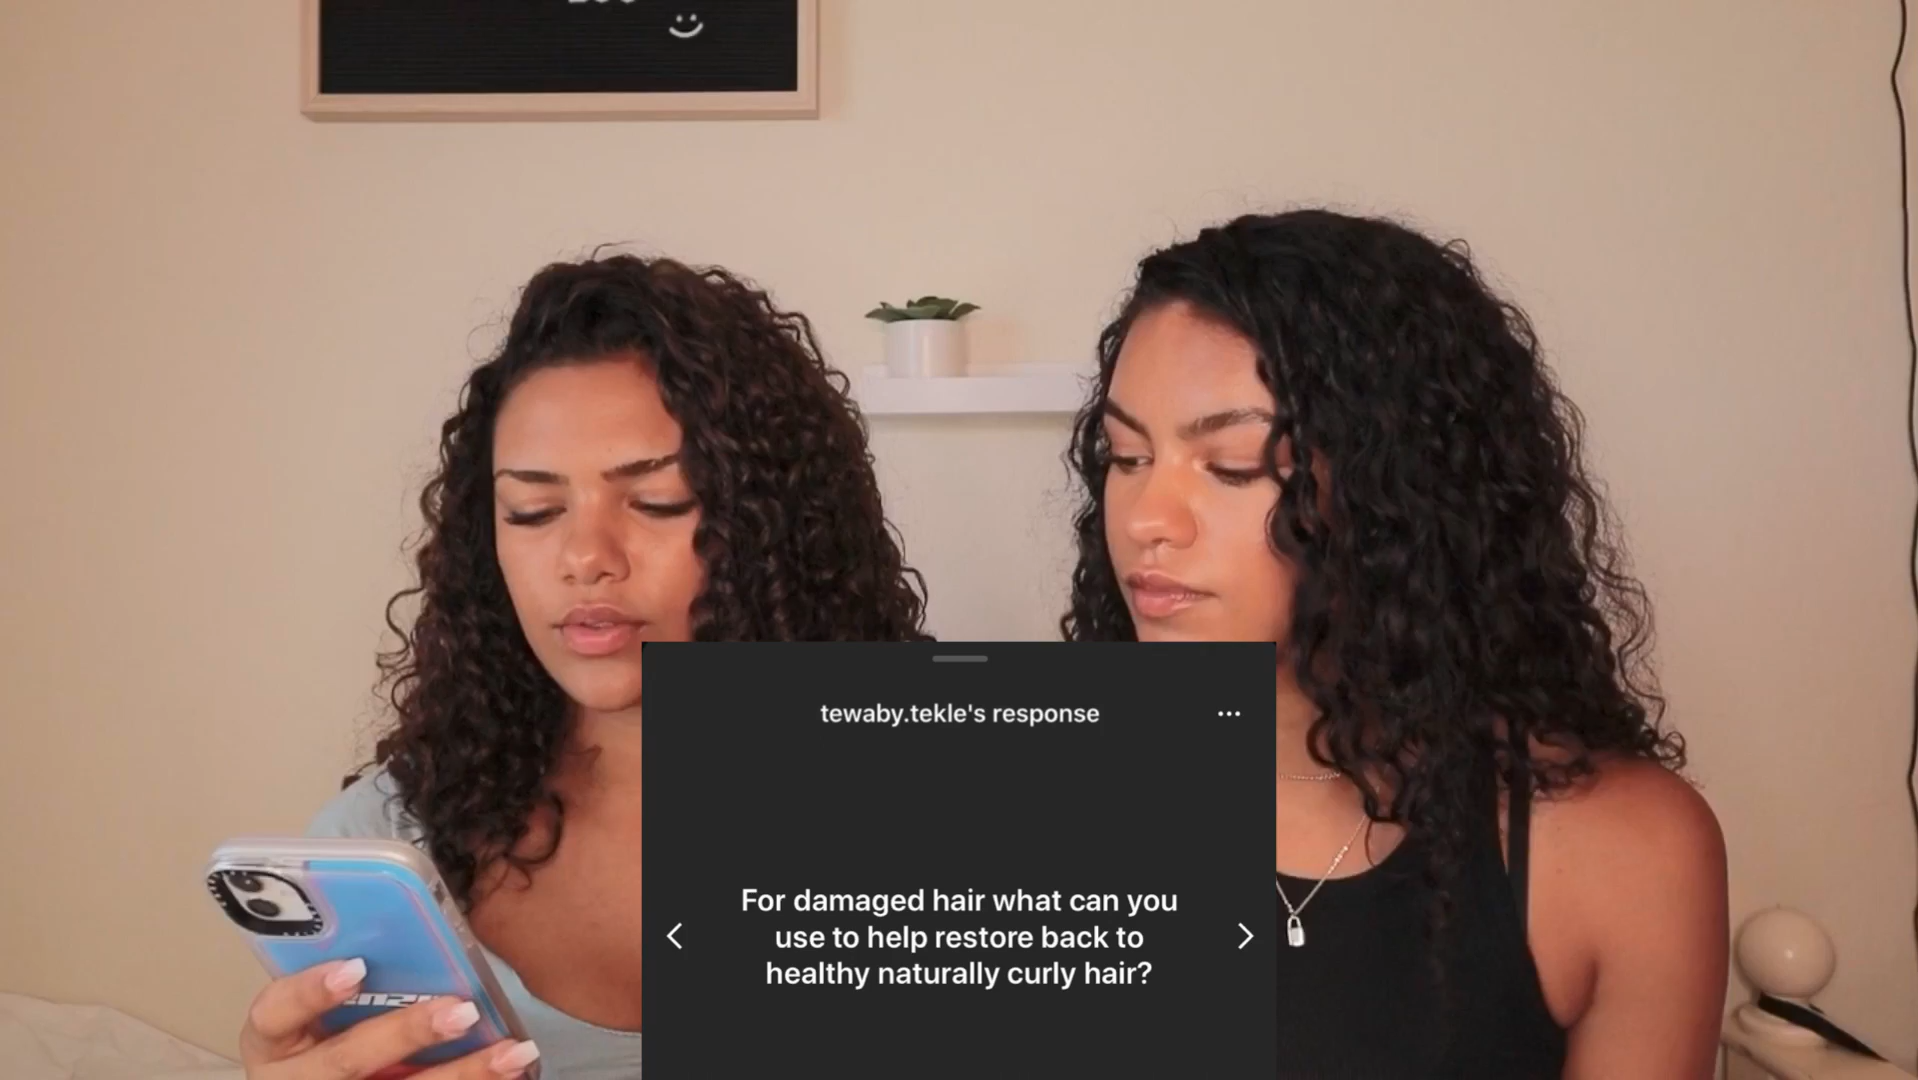 tewaby.tekle's response
For damaged hair what can you
use to help restore back to
healthy naturally curly hair?